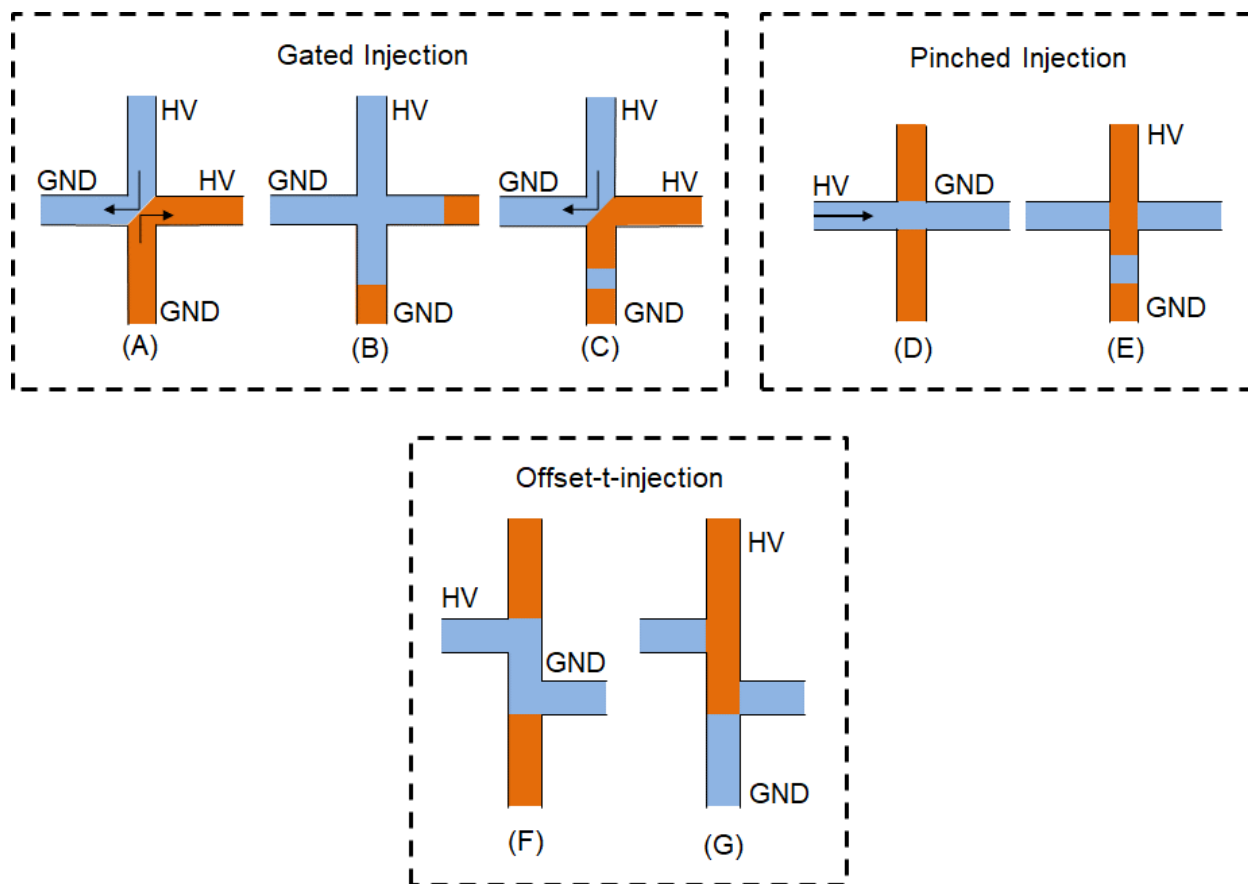 Gated Injection
HV
GND
HV
GND
(A)
HV
GND
GND
(B)
HV
GND
HV
GND
(C)
Pinched Injection
HV
GND
(D)
HV
GND
(E)
Offset-t-injection
HV
GND
(F)
HV
GND
(G)